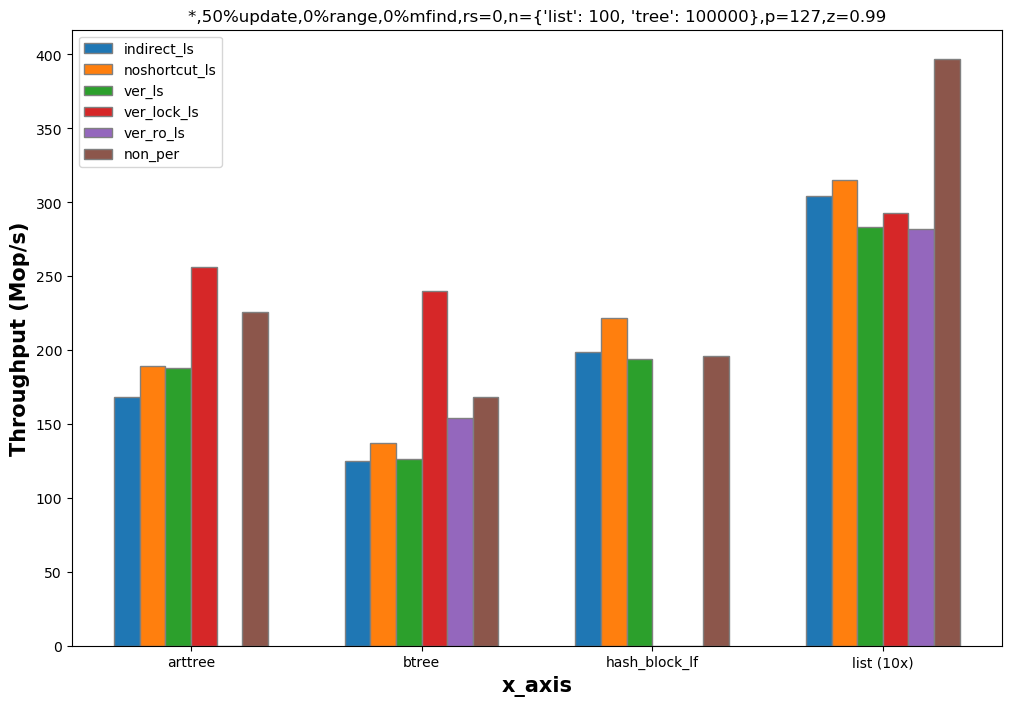 *,50%update,0%range,0%mfind,rs=0,n={'list': 100, 'tree': 100000},p=127,z=0.99
indirect_ls
noshortcut_ls
ver_ls
ver_lock_ls
ver_ro_ls
non_per
Throughput (Mop/s)
400
350
300
250
200
150
100
50
0
arttree
btree
hash_block_lf
list (10x)
x_axis